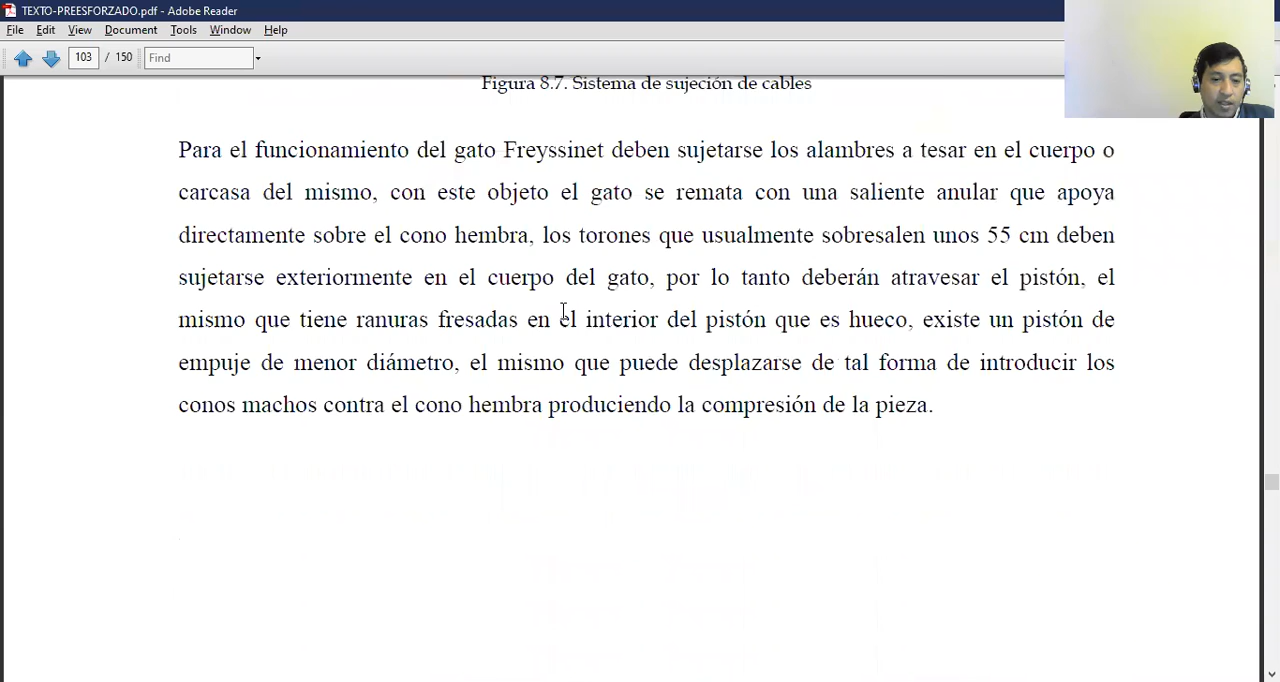 TEXTO-PREESFORZADO.pdf - Adobe Reader
File Edit View Document Tools Window Help
103 / 150 Find
Figura 8.7. Sistema de sujeción de cables
Para el funcionamiento del gato Freyssinet deben sujetarse los alambres a tesar en el cuerpo o
carcasa del mismo, con este objeto el gato se remata con una saliente anular que apoya
directamente sobre el cono hembra, los torones que usualmente sobresalen unos 55 cm deben
sujetarse exteriormente en el cuerpo del gato, por lo tanto deberán atravesar el pistón, el
mismo que tiene ranuras fresadas en el interior del pistón que es hueco, existe un pistón de
empuje de menor diámetro, el mismo que puede desplazarse de tal forma de introducir los
conos machos contra el cono hembra produciendo la compresión de la pieza.